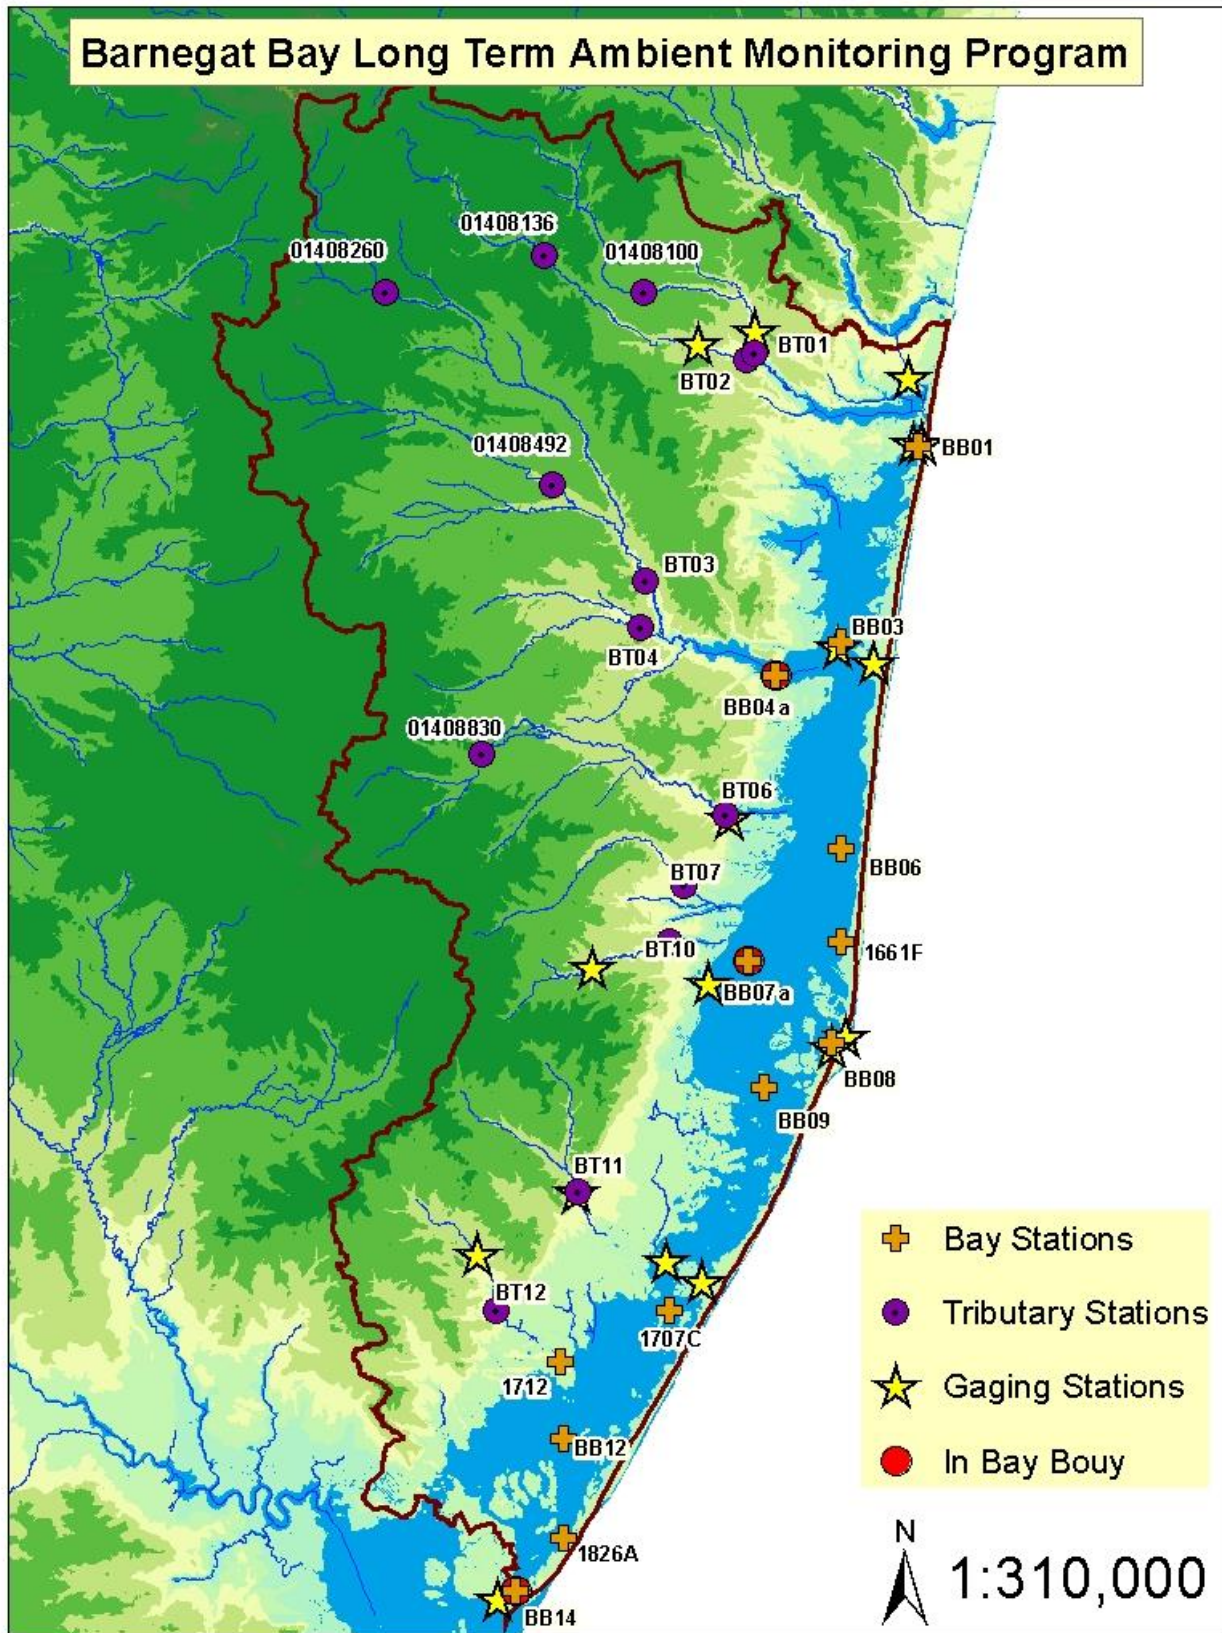 Barnegat Bay Long Term Ambient Monitoring Program
01408136
01408260
01408100
BT01
BT02
BB01
01408492
BT03
BB03
BT04
BB04a
01408830
BT06
BB06
BT07
BT10
1661F
BB07a
BB08
BB09
BT11
BT12
1707C
1712
BB12
1826A
BB14
Bay Stations
Tributary Stations
Gaging Stations
In Bay Bouy
N
1:310,000